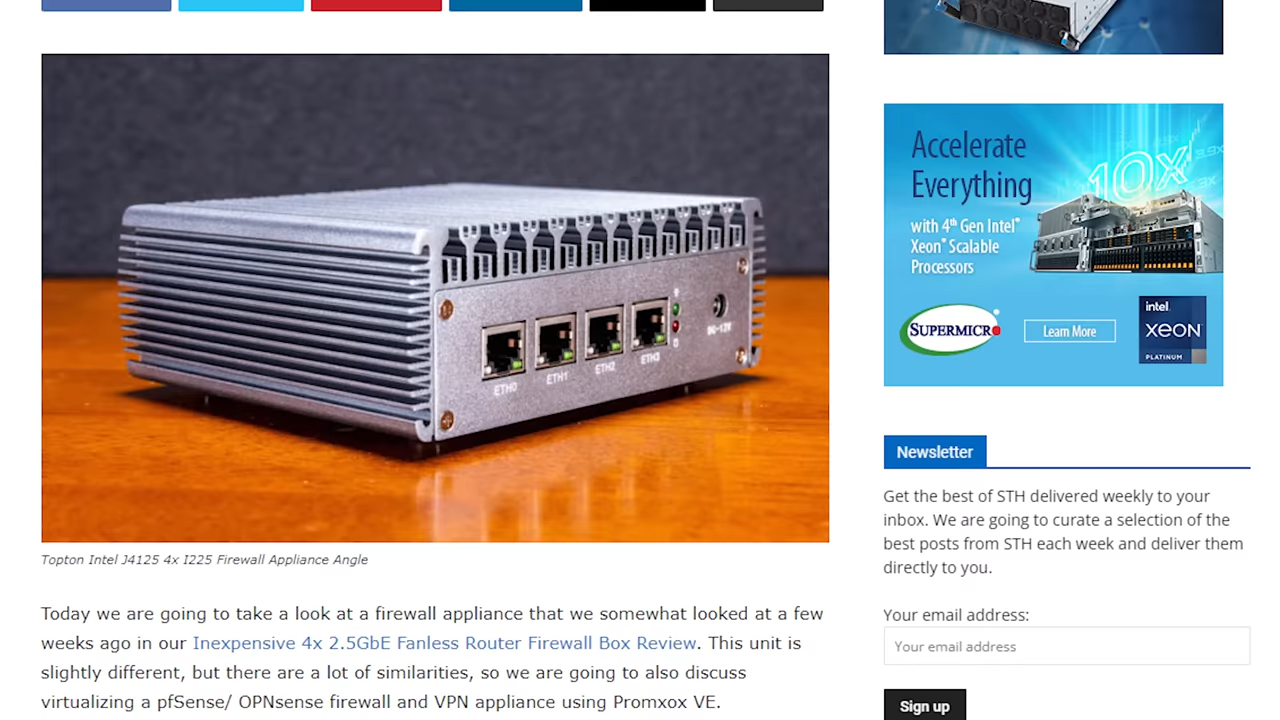 ETH0
ETH1
ETH2
ETH3
DC-12V
Topton Intel J4125 4x I225 Firewall Appliance Angle
Today we are going to take a look at a firewall appliance that we somewhat looked at a few
weeks ago in our Inexpensive 4x 2.5GbE Fanless Router Firewall Box Review. This unit is
slightly different, but there are a lot of similarities, so we are going to also discuss
virtualizing a pfSense/ OPNsense firewall and VPN appliance using Promxox VE.
Accelerate
Everything
10x
3.9x
3x
with 4th Gen Intel®
Xeon® Scalable
Processors
SUPERMICRO®
Learn More
intel.
XEON
PLATINUM
Newsletter
Get the best of STH delivered weekly to your
inbox. We are going to curate a selection of the
best posts from STH each week and deliver them
directly to you.
Your email address:
Your email address
Sign up